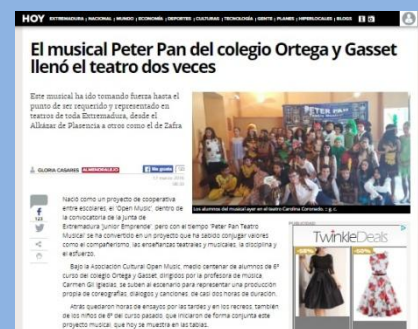 HOY EXTREMADURA | NACIONAL | MUNDO | ECONOMÍA | DEPORTES | CULTURAS | TECNOLOGÍA | GENTE | PLANES | HIPERLOCALES | BLOGS
El musical Peter Pan del colegio Ortega y Gasset
llenó el teatro dos veces
Este musical ha ido tomando fuerza hasta el
punto de ser requerido y representado en
teatros de toda Extremadura, desde el
Alkázar de Plasencia a otros como el de Zafra
GLORIA CASARES ALMENDRALEJO
PETER PAN
Los alumnos del musical ayer en el teatro Carolina Coronado. :: g. c.
Nació como un proyecto de cooperativa
entre escolares, el 'Open Music', dentro de
la convocatoria de la Junta de
Extremadura 'Junior Emprende', pero con el tiempo 'Peter Pan Teatro
Musical' se ha convertido en un proyecto que ha sabido conjugar valores
como el compañerismo, las enseñanzas teatrales y musicales, la disciplina y
el esfuerzo.
Bajo la Asociación Cultural Open Music, medio centenar de alumnos de 6º
curso del colegio Ortega y Gasset, dirigidos por la profesora de música,
Carmen Gil Iglesias, se suben al escenario para representar una producción
propia de coreografías, diálogos y canciones, de casi dos horas de duración.
Atrás quedaron horas de ensayos por las tardes y en los recreos, también
de los niños de 6º del curso pasado, que iniciaron de forma conjunta este
proyecto musical, que hoy se muestra en las tablas.
TwinkleDeals